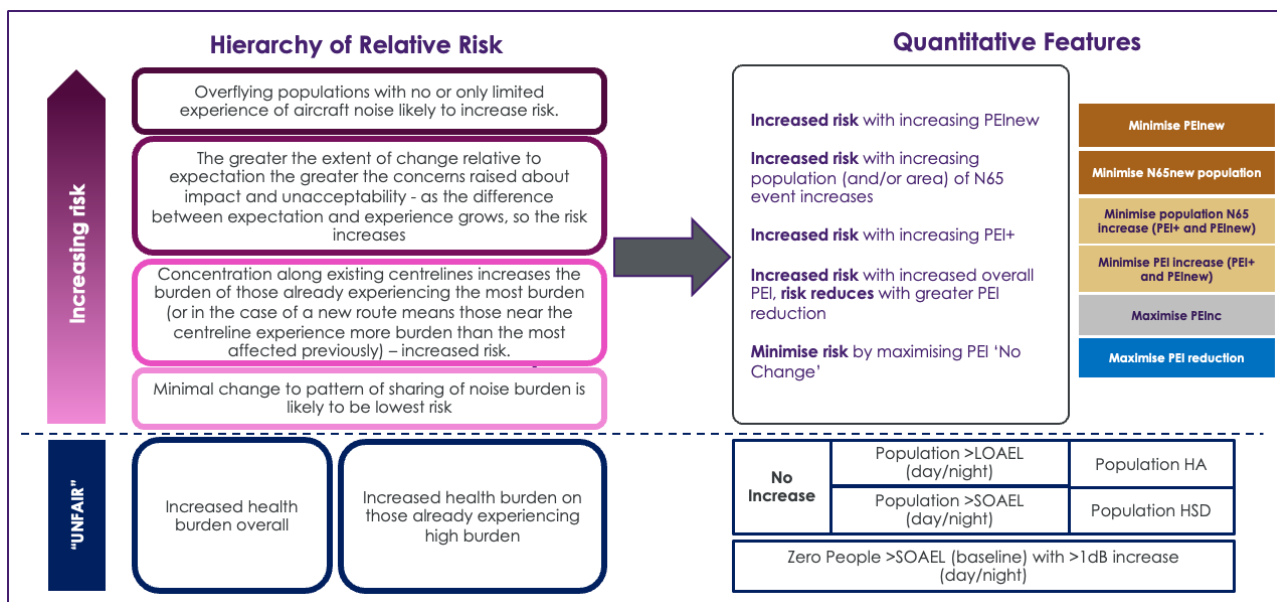 Hierarchy of Relative Risk
Quantitative Features
Increasing risk
Overflying populations with no or only limited
experience of aircraft noise likely to increase risk.
The greater the extent of change relative to
expectation the greater the concerns raised about
impact and unacceptability - as the difference
between expectation and experience grows, so the risk
increases
Concentration along existing centrelines increases the
burden of those already experiencing the most burden
(or in the case of a new route means those near the
centreline experience more burden than the most
affected previously) – increased risk.
Minimal change to pattern of sharing of noise burden is
likely to be lowest risk
Increased risk with increasing PEInew
Increased risk with increasing
population (and/or area) of N65
event increases
Increased risk with increasing PEI+
Increased risk with increased overall
PEI, risk reduces with greater PEI
reduction
Minimise risk by maximising PEI ‘No
Change’
Minimise PEInew
Minimise N65new population
Minimise population N65
increase (PEI+ and PEInew)
Minimise PEI increase (PEI+
and PEInew)
Maximise PEInc
Maximise PEI reduction
"UNFAIR"
Increased health
burden overall
Increased health burden on
those already experiencing
high burden
No
Increase
Population >LOAEL
(day/night)
Population HA
Population >SOAEL
(day/night)
Population HSD
Zero People >SOAEL (baseline) with >1dB increase
(day/night)